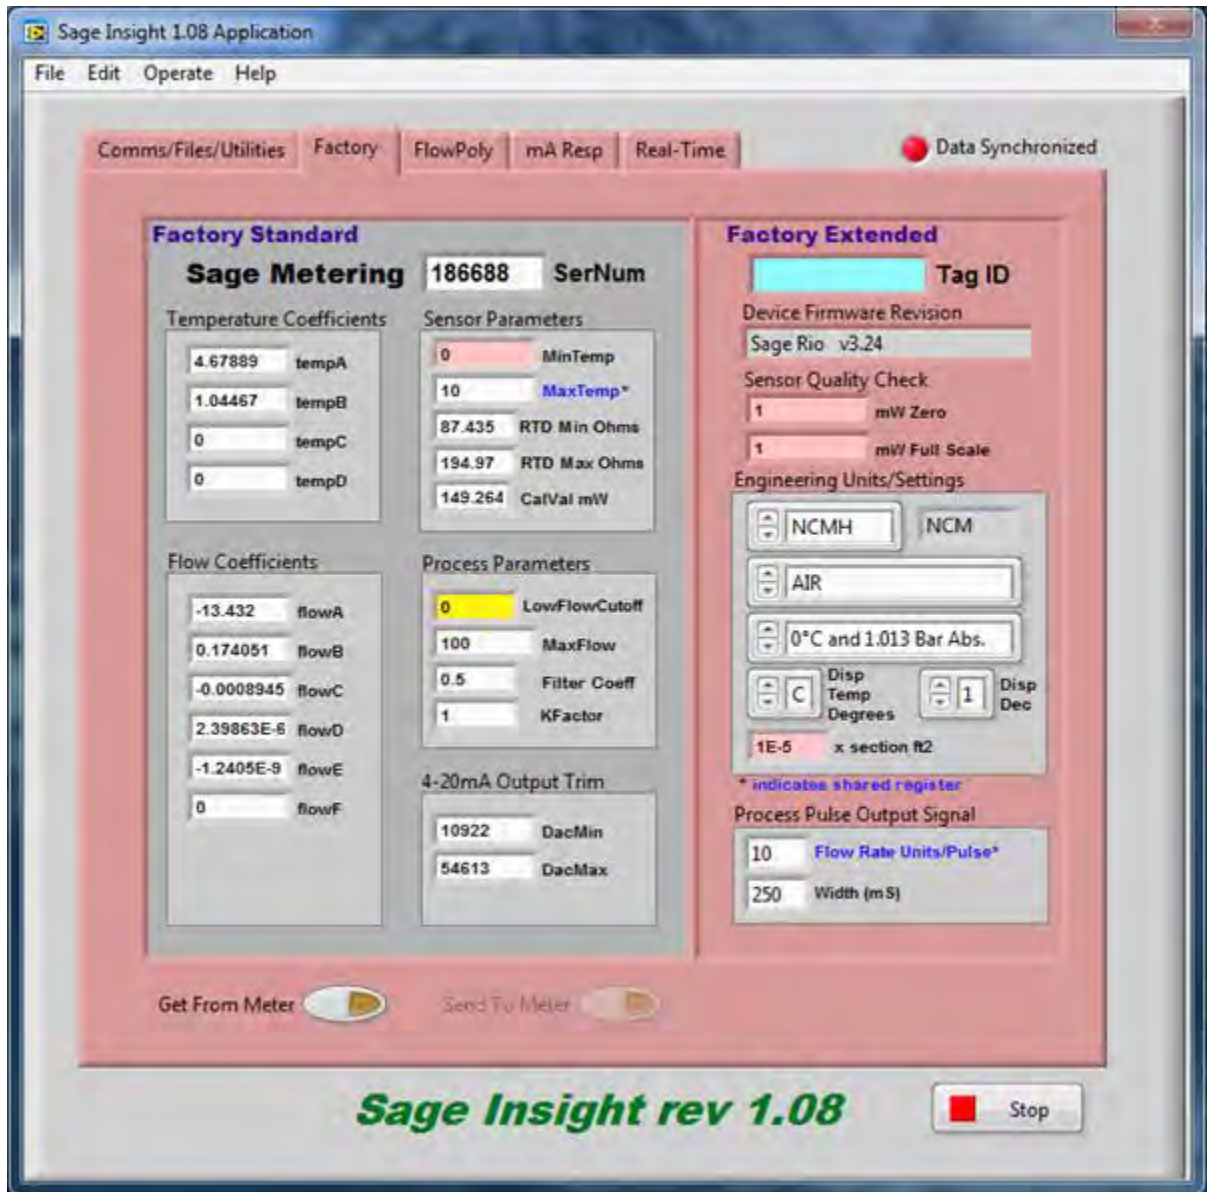 Sage Insight 1.08 Application
File Edit Operate Help
Comms/Files/Utilities Factory FlowPoly mA Resp Real-Time Data Synchronized
Factory Standard
Sage Metering 186688 SerNum
Temperature Coefficients
4.67889 tempA
1.04467 tempB
0 tempC
0 tempD
Sensor Parameters
0 MinTemp
10 MaxTemp*
87.435 RTD Min Ohms
194.97 RTD Max Ohms
149.264 CalVal mW
Flow Coefficients
-13.432 flowA
0.174051 flowB
-0.0008945 flowC
2.39863E-6 flowD
-1.2405E-9 flowE
0 flowF
Process Parameters
0 LowFlowCutoff
100 MaxFlow
0.5 Filter Coeff
1 KFactor
4-20mA Output Trim
10922 DacMin
54613 DacMax
Factory Extended
Tag ID
Device Firmware Revision
Sage Rio v3.24
Sensor Quality Check
1 mW Zero
1 mW Full Scale
Engineering Units/Settings
NCMH NCM
AIR
0°C and 1.013 Bar Abs.
C Disp Temp Degrees 1 Disp Dec
1E-5 x section ft2
* indicates shared register
Process Pulse Output Signal
10 Flow Rate Units/Pulse*
250 Width (mS)
Get From Meter Send To Meter
Sage Insight rev 1.08
Stop